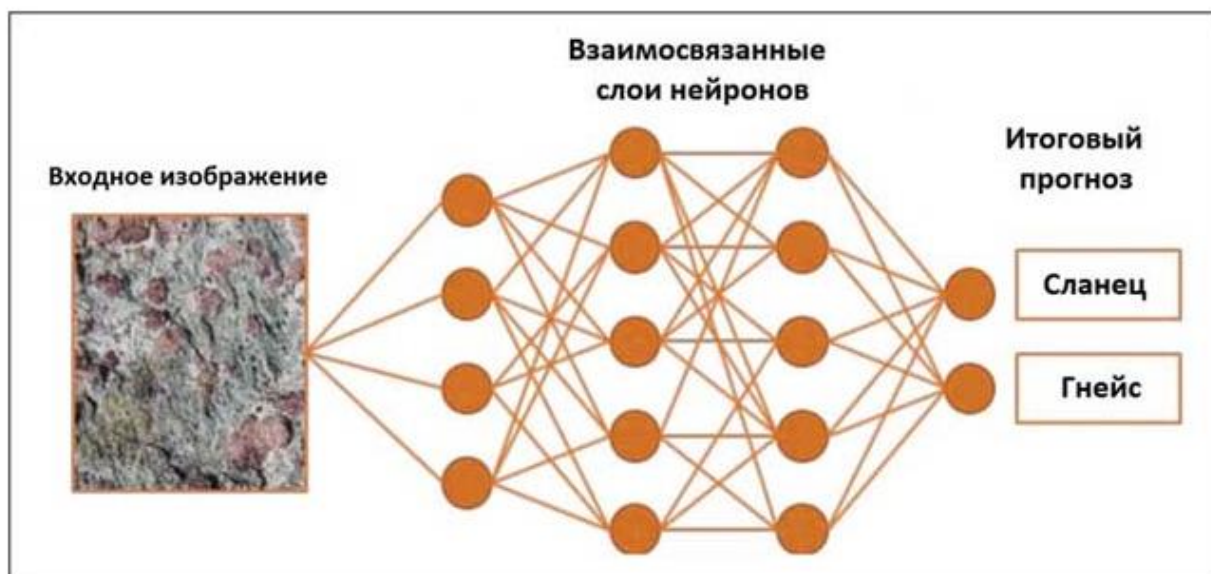 Взаимосвязанные
слои нейронов
Итоговый
прогноз
Входное изображение
Сланец
Гнейс